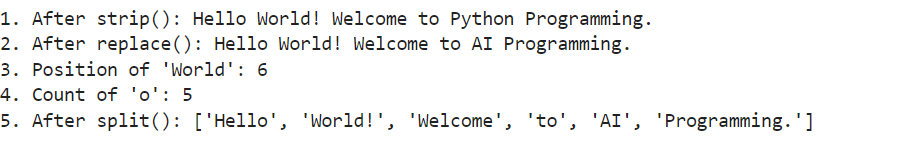 1. After strip(): Hello World! Welcome to Python Programming.
2. After replace(): Hello World! Welcome to AI Programming.
3. Position of 'World': 6
4. Count of 'o': 5
5. After split(): ['Hello', 'World!', 'Welcome', 'to', 'AI', 'Programming.']